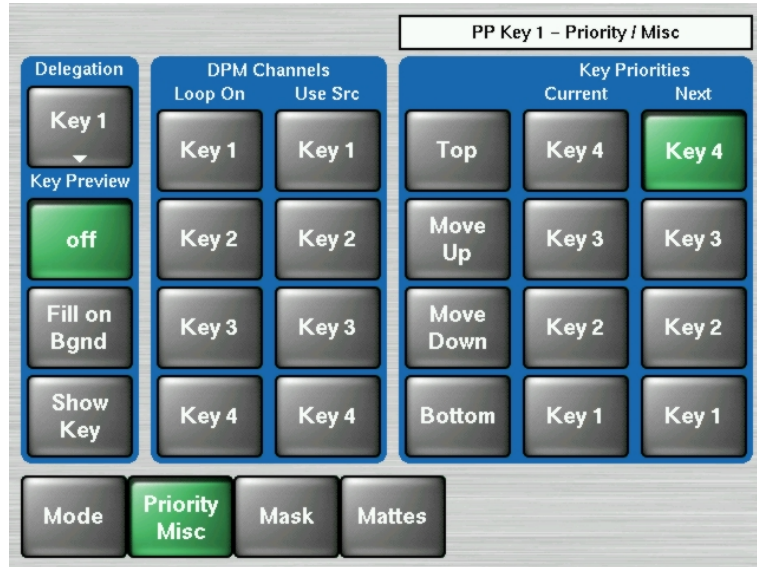 PP Key 1 – Priority / Misc
Delegation
Key 1
Key Preview
off
Fill on
Bgnd
Show
Key
DPM Channels
Loop On Use Src
Key 1 Key 1
Key 2 Key 2
Key 3 Key 3
Key 4 Key 4
Key Priorities
Current Next
Top Key 4 Key 4
Move
Up
Key 3 Key 3
Move
Down
Key 2 Key 2
Bottom Key 1 Key 1
Mode
Priority
Misc
Mask
Mattes